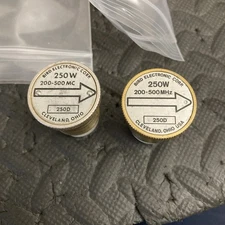 BIRD ELECTRONIC CORP.
250W
200-500 MC
250D
CLEVELAND, OHIO
BIRD ELECTRONIC CORP.
250W
200-500MHz
250D
CLEVELAND, OHIO USA